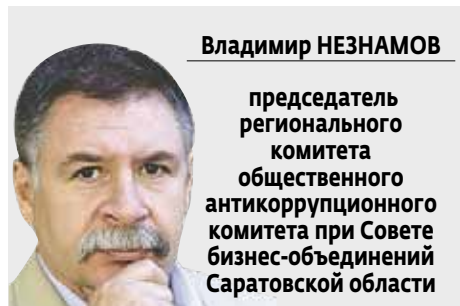 Владимир НЕЗНАМОВ
председатель
регионального
комитета
общественного
антикоррупционного
комитета при Совете
бизнес-объединений
Саратовской области